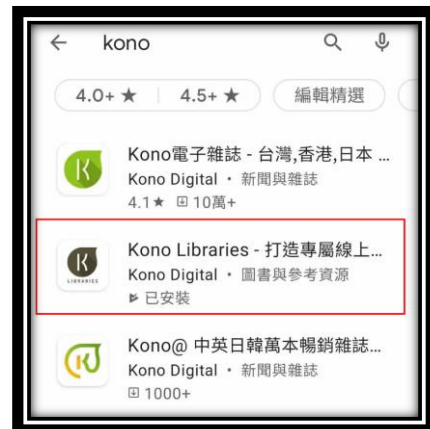 kono
4.0+ ★ 4.5+ ★ 編輯精選
Kono電子雜誌 - 台灣,香港,日本 ...
Kono Digital • 新聞與雜誌
4.1★ 10萬+
Kono Libraries - 打造專屬線上...
LIBRARIES
Kono Digital • 圖書與參考資源
已安裝
Kono@ 中英日韓萬本暢銷雜誌...
Kono Digital • 新聞與雜誌
1000+